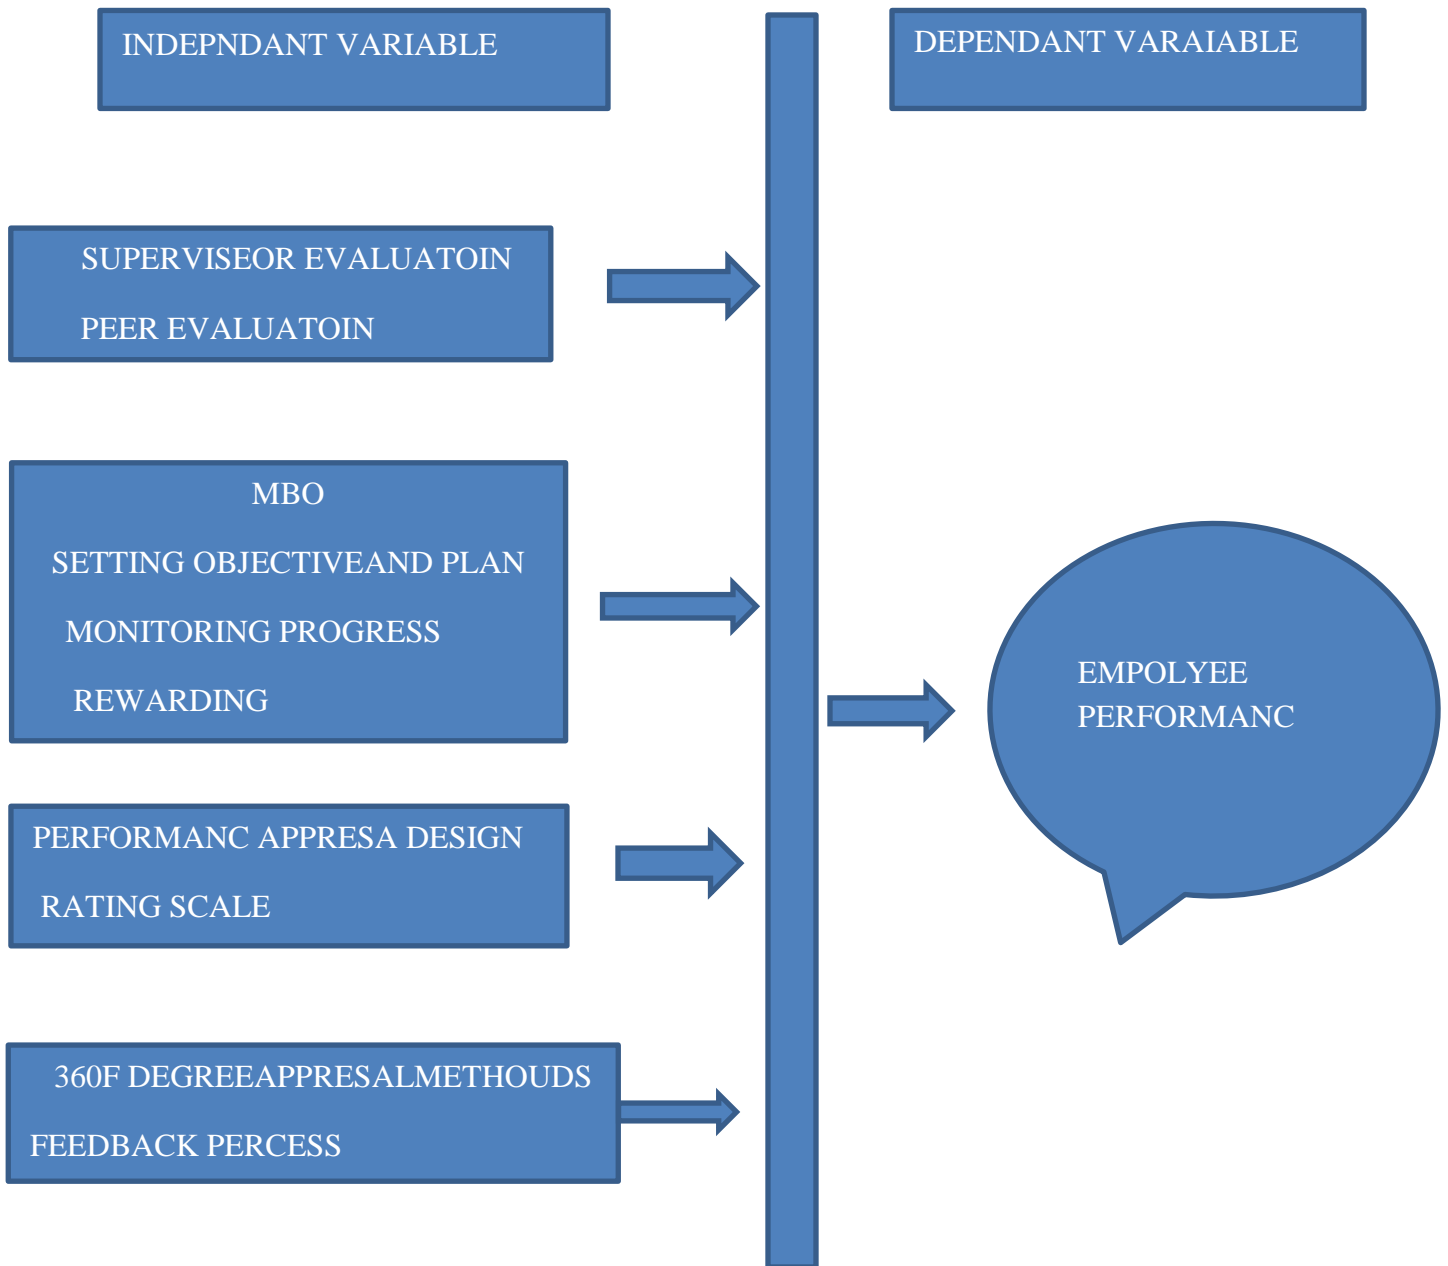 INDEPNDANT VARIABLE
DEPENDANT VARAIABLE
SUPERVISEOR EVALUATOIN
PEER EVALUATOIN
MBO
SETTING OBJECTIVEAND PLAN
MONITORING PROGRESS
REWARDING
EMPOLYEE
PERFORMANC
PERFORMANC APPRESA DESIGN
RATING SCALE
360F DEGREEAPPRESALMETHOUDS
FEEDBACK PERCESS